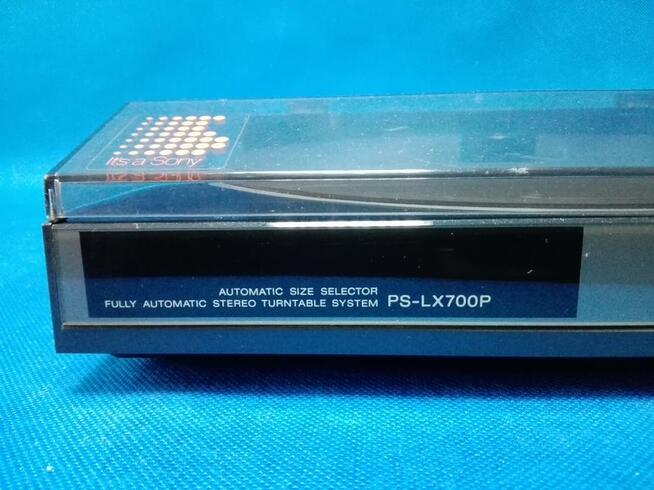 It's a Sony
AUTOMATIC SIZE SELECTOR
FULLY AUTOMATIC STEREO TURNTABLE SYSTEM PS-LX700P